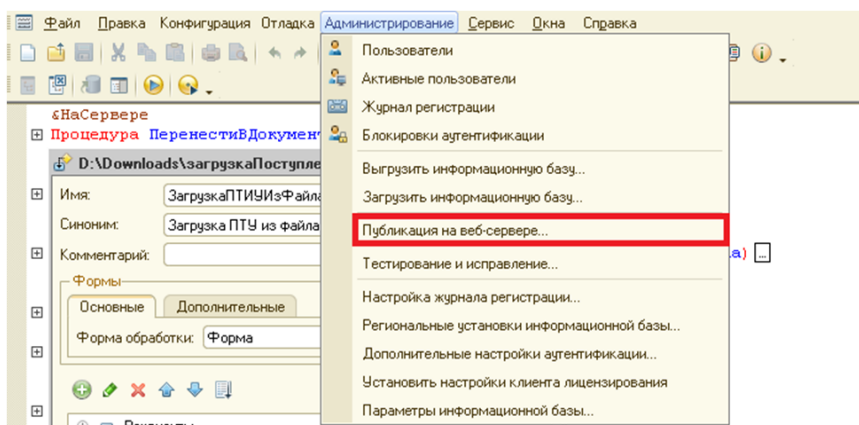 Файл Правка Конфигурация Отладка Администрирование Сервис Окна Справка
Пользователи
Активные пользователи
Журнал регистрации
Блокировки аутентификации
Выгрузить информационную базу...
Загрузить информационную базу...
Публикация на веб-сервере...
Тестирование и исправление...
Настройка журнала регистрации...
Региональные установки информационной базы...
Дополнительные настройки аутентификации...
Установить настройки клиента лицензирования
Параметры информационной базы...
&НаСервере
Процедура ПеренестиВДокумент
D:\Downloads\загрузкаПоступле
Имя: ЗагрузкаПТИУИзФайла
Синоним: Загрузка ПТУ из файла
Комментарий:
а) ...
Формы
Основные Дополнительные
Форма обработки: Форма